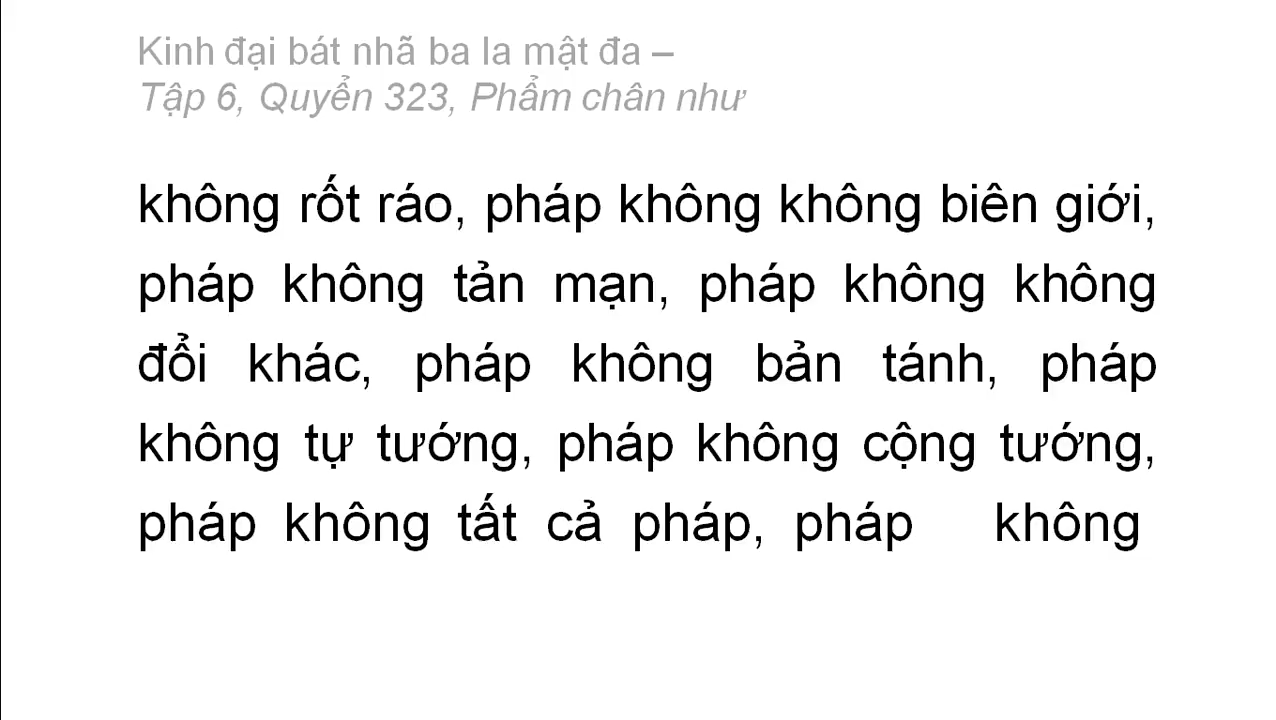 Kinh đại bát nhã ba la mật đa –
Tập 6, Quyển 323, Phẩm chân như
không rốt ráo, pháp không không biên giới,
pháp không tản mạn, pháp không không
đổi khác, pháp không bản tánh, pháp
không tự tướng, pháp không cộng tướng,
pháp không tất cả pháp, pháp không